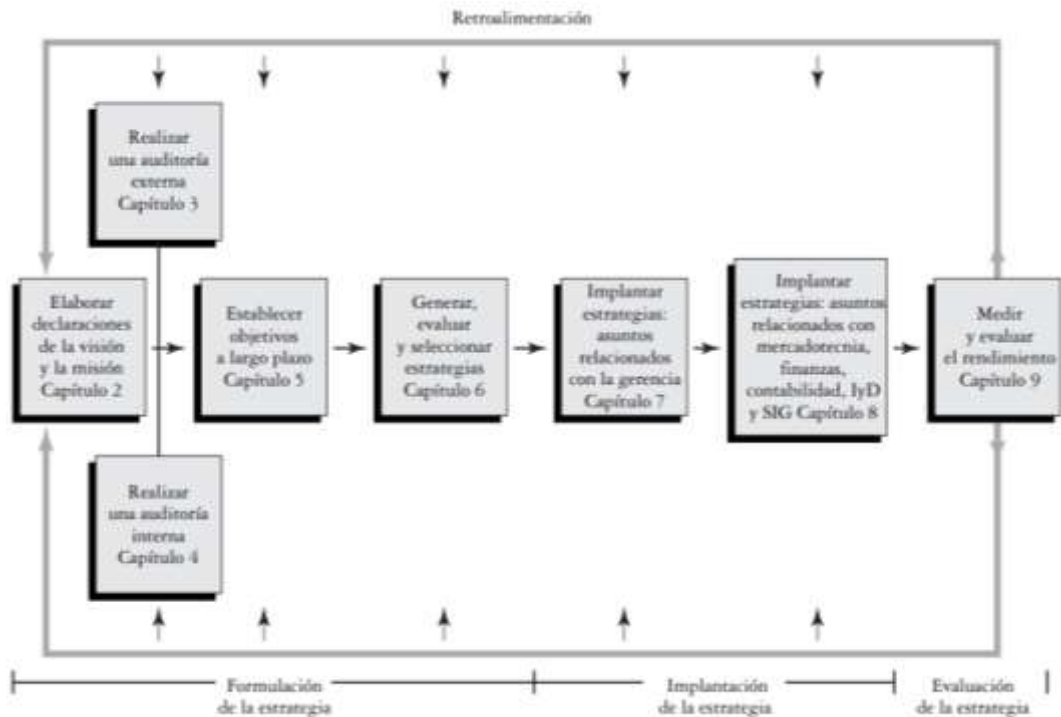 Retroalimentación
Realizar
una auditoría
externa
Capítulo 3
Elaborar
declaraciones
de la visión
y la misión
Capítulo 2
Establecer
objetivos
a largo plazo
Capítulo 5
Generar,
evaluar
y seleccionar
estrategias
Capítulo 6
Implantar
estrategias:
asuntos
relacionados
con la gerencia
Capítulo 7
Implantar
estrategias: asuntos
relacionados con
mercadotecnia,
finanzas,
contabilidad, IyD
y SIG Capítulo 8
Medir
y evaluar
el rendimiento
Capítulo 9
Realizar
una auditoría
interna
Capítulo 4
Formulación
de la estrategia
Implantación
de la estrategia
Evaluación
de la estrategia